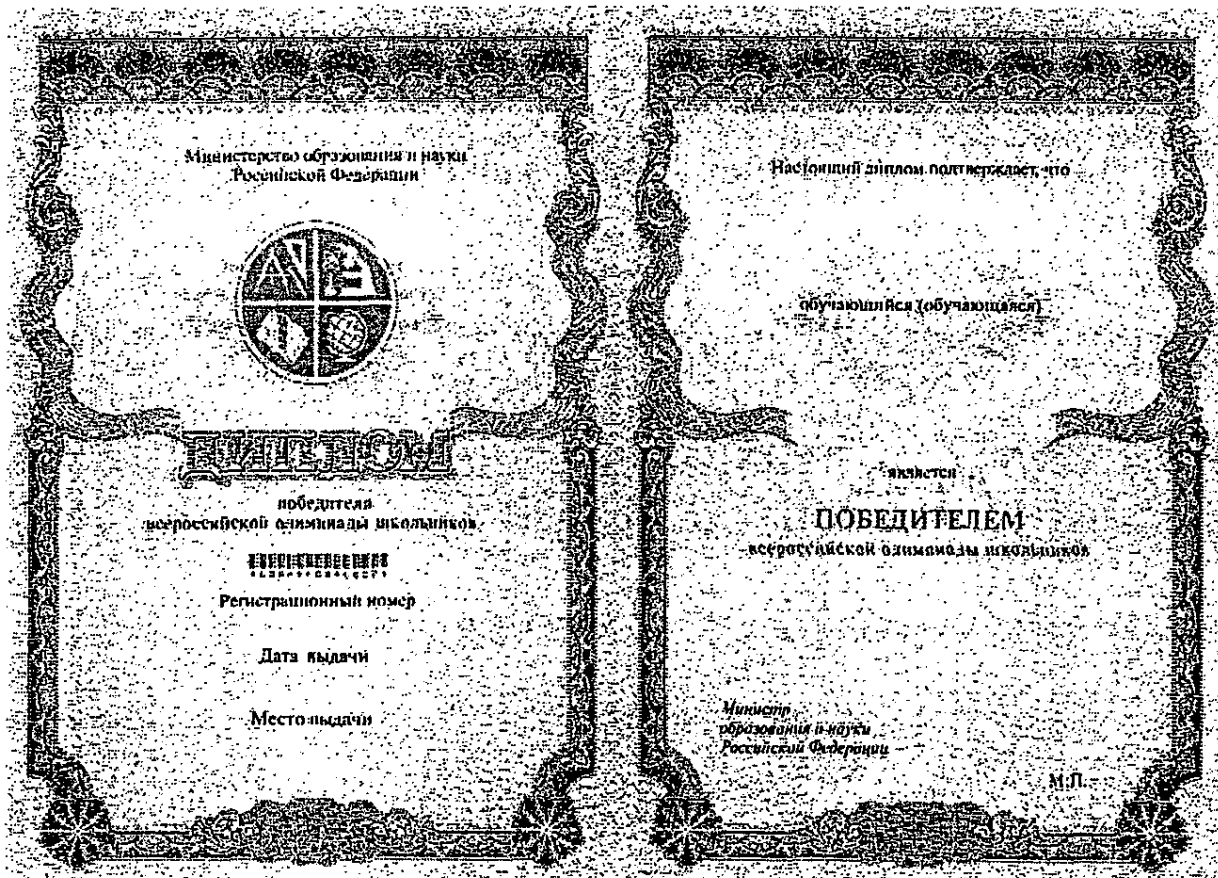 Министерство образования и науки
Российской Федерации
ДИПЛОМ
победителя
всероссийской олимпиады школьников
Регистрационный номер
Дата выдачи
Место выдачи
Настоящий диплом подтверждает, что
обучающийся (обучающаяся)
является
ПОБЕДИТЕЛЕМ
всероссийской олимпиады школьников
Министр
образования и науки
Российской Федерации
М.П.